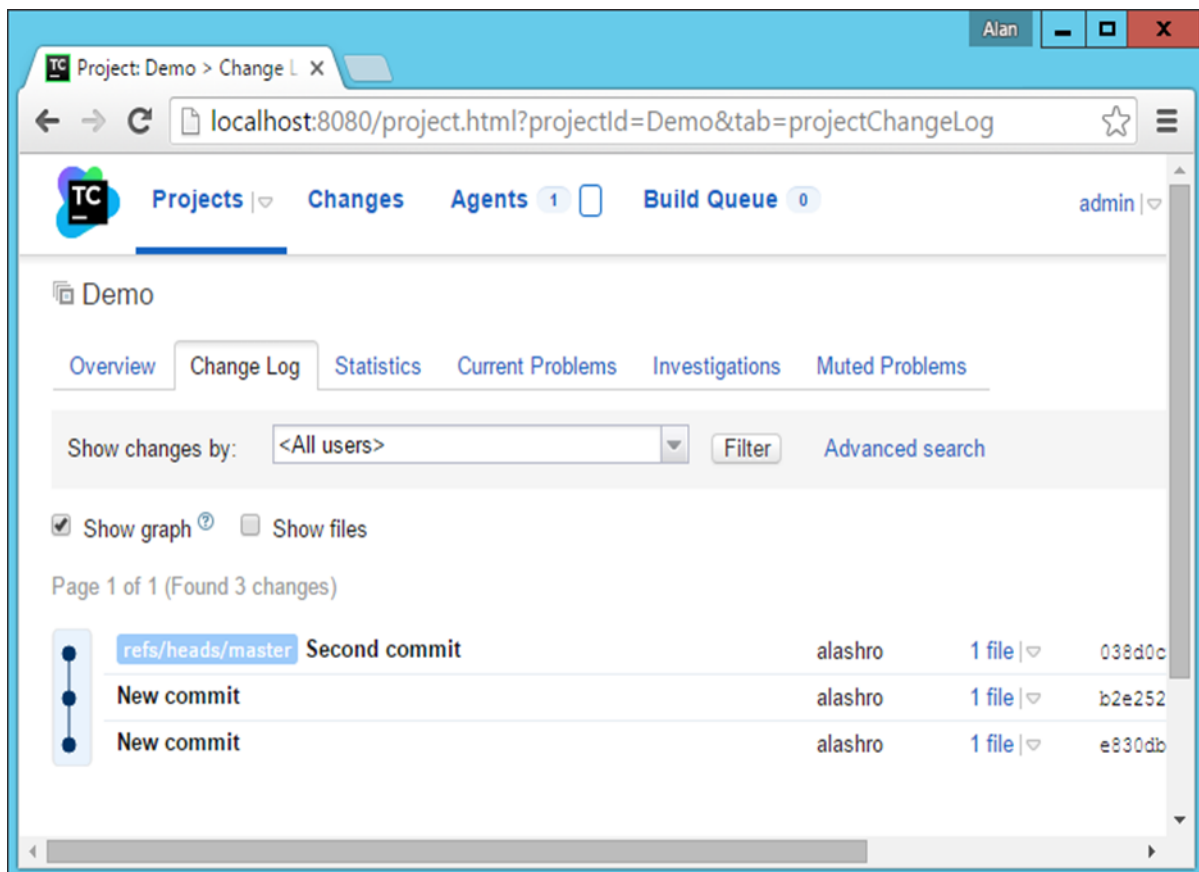 Alan
TC Project: Demo > Change L
localhost:8080/project.html?projectId=Demo&tab=projectChangeLog
TC Projects Changes Agents 1 Build Queue 0 admin
Demo
Overview Change Log Statistics Current Problems Investigations Muted Problems
Show changes by: <All users> Filter Advanced search
Show graph ? Show files
Page 1 of 1 (Found 3 changes)
refs/heads/master Second commit alashro 1 file 038d0c
New commit alashro 1 file b2e252
New commit alashro 1 file e830db